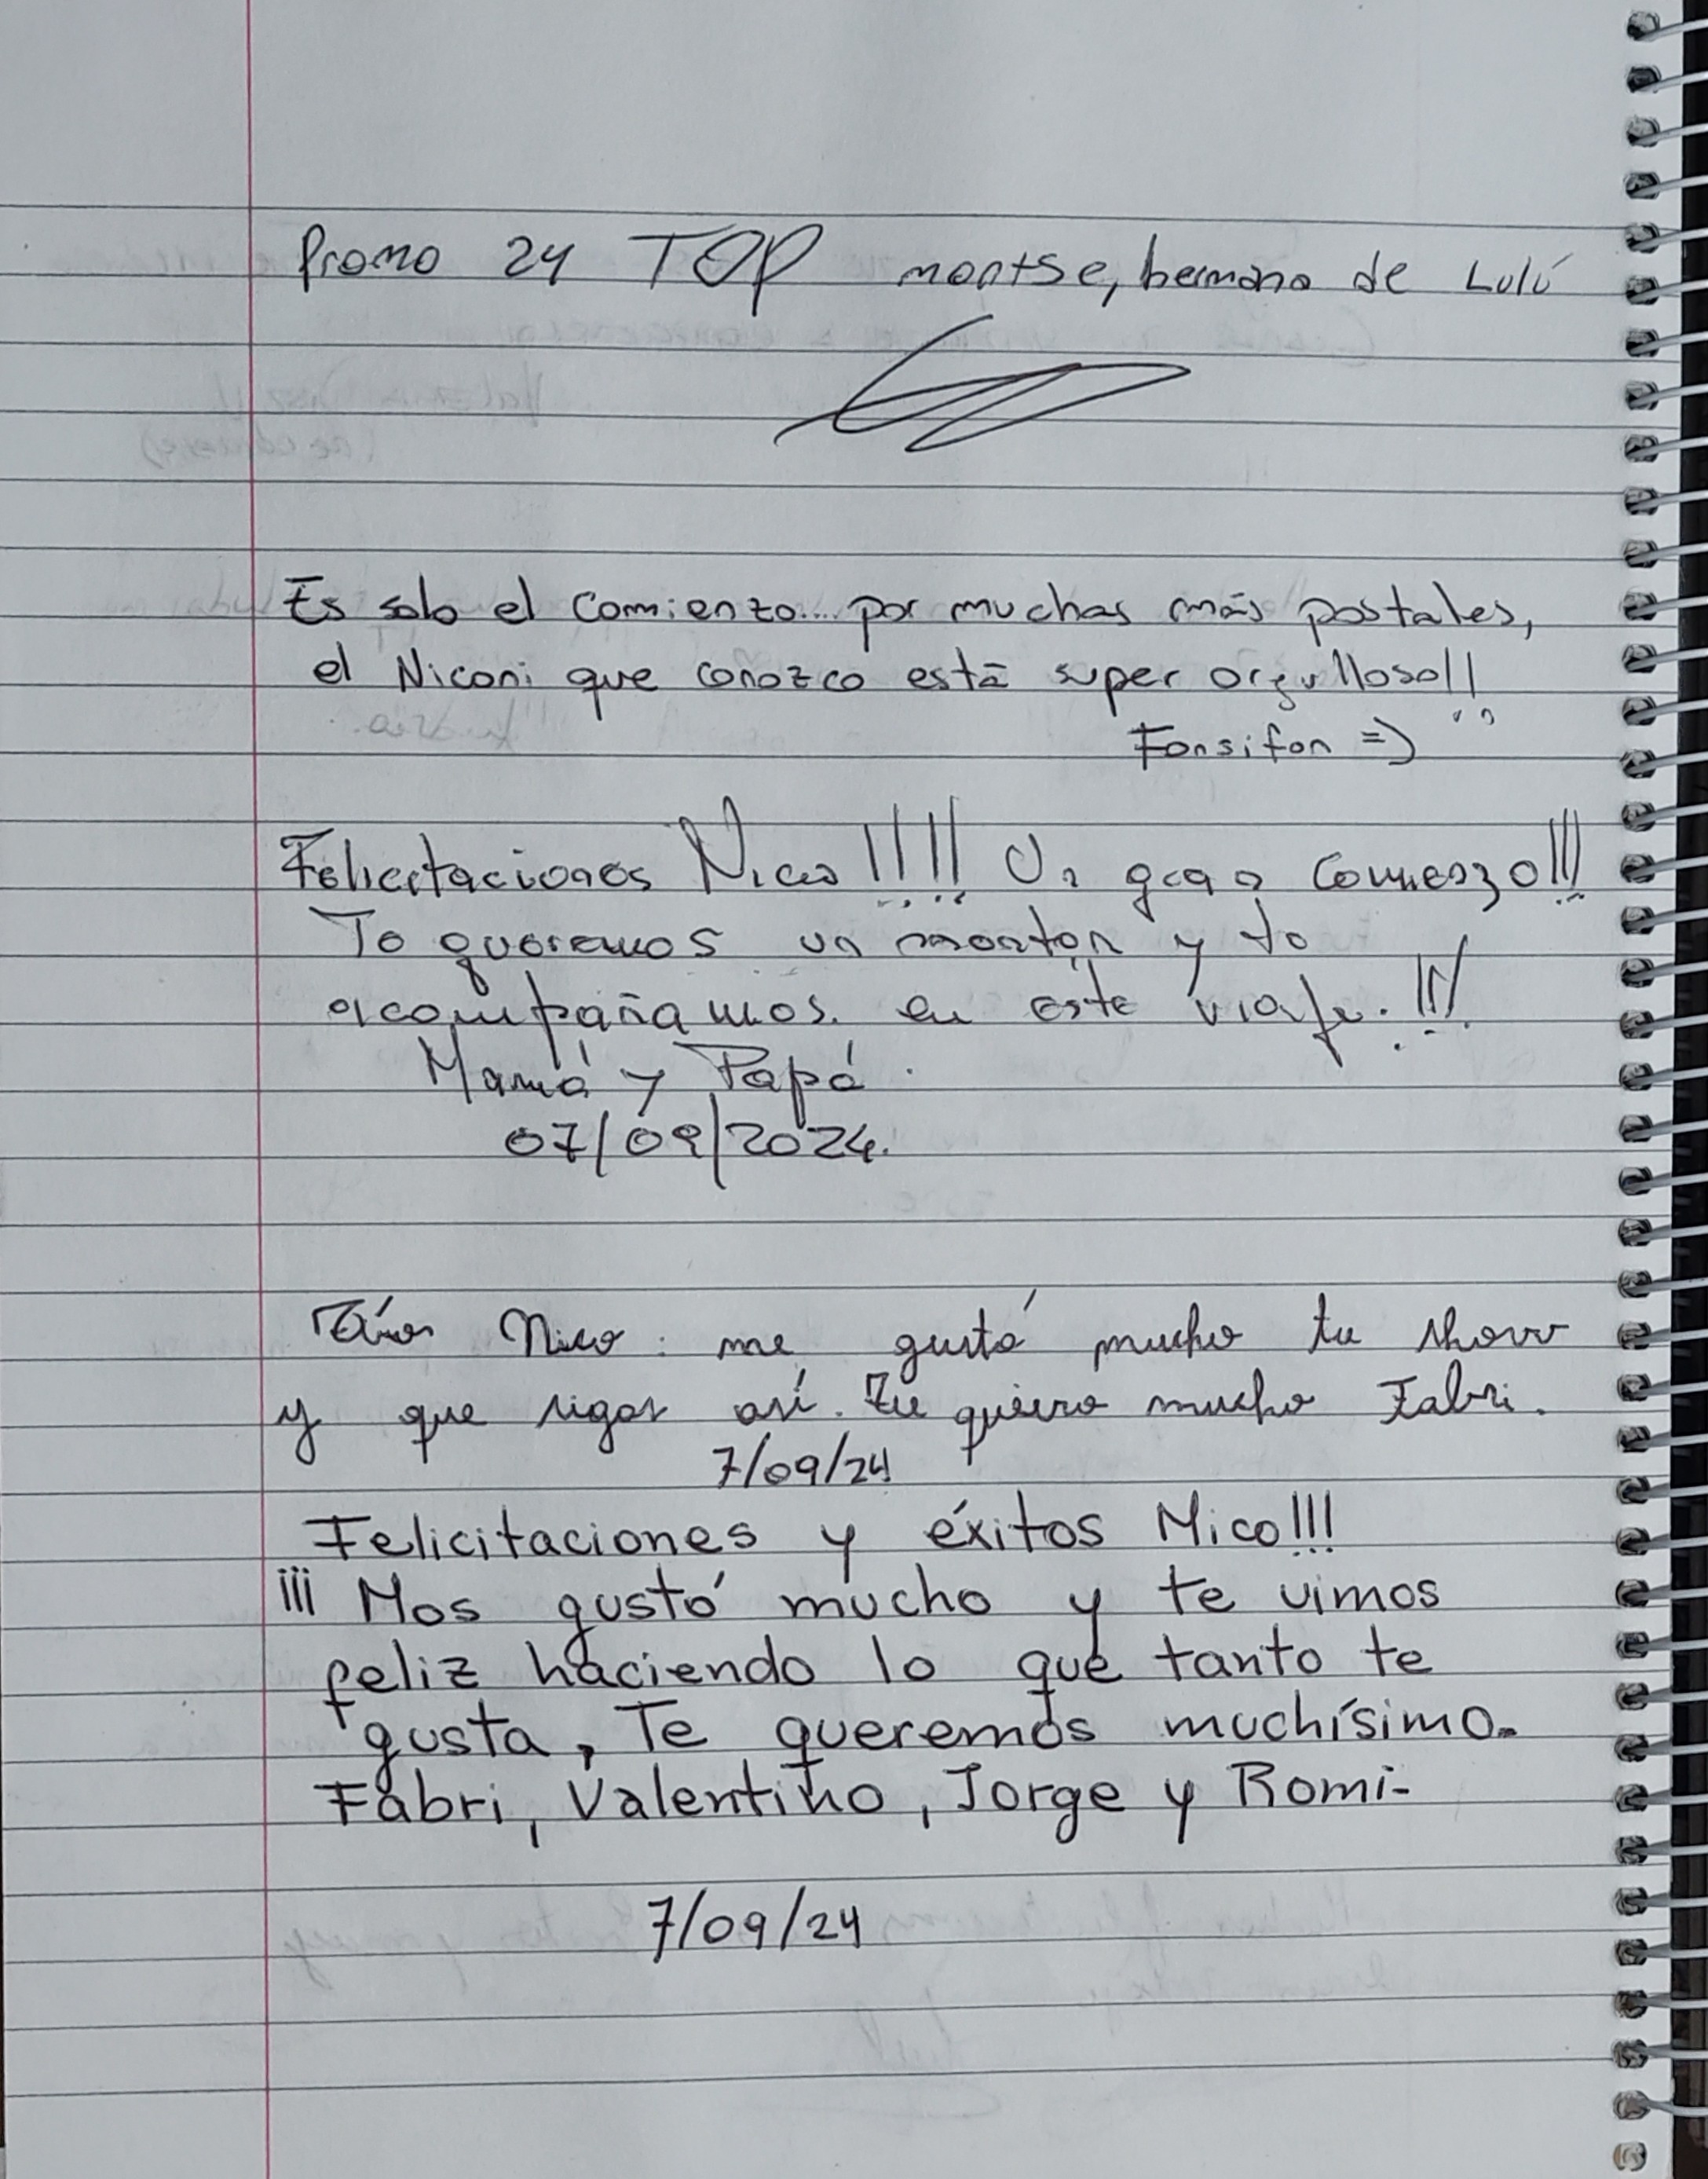 Promo 24 TOP montse, hermana de Lulú
Es solo el comienzo... por muchas más postales,
el Niconi que conozco está super orgulloso!!
Fonsifon =)
Felicitaciones Nico!!!! Un gran comienzo!!!
Te queremos un montón y te
acompañamos. en este viaje.!!!
Mamá y Papá.
07/09/2024.
Nico: me gustó mucho tu show
y que sigas así. Te quiero mucho Fabri.
7/09/24
Felicitaciones y éxitos Nico!!!
¡¡¡ Nos gustó mucho y te vimos
feliz haciendo lo que tanto te
gusta, Te queremos muchísimo.
Fabri, Valentino, Jorge y Romi-
7/09/24